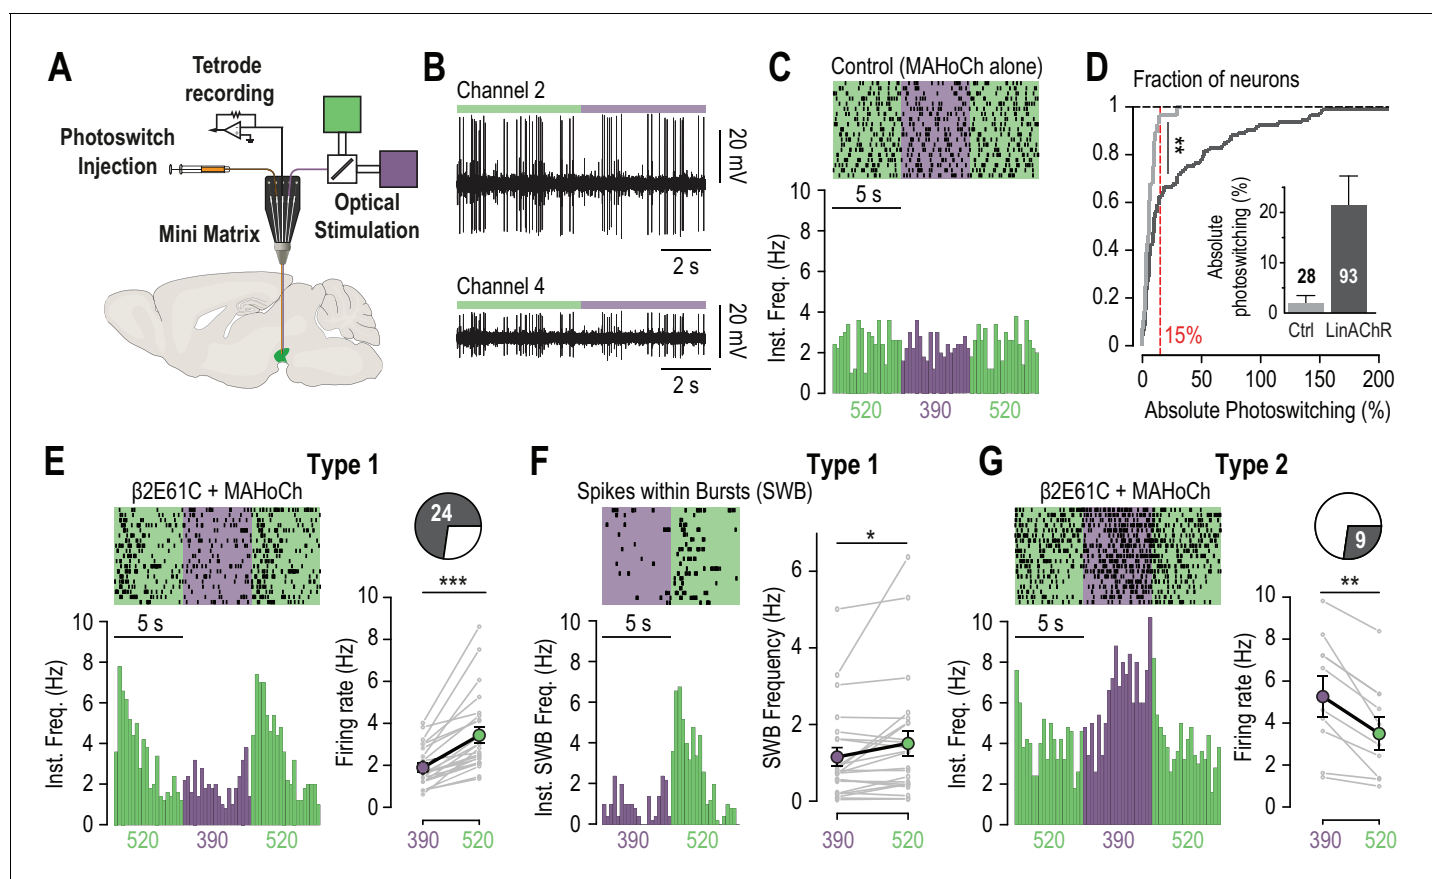 A
Tetrode
recording
Photoswitch
Injection
Mini Matrix
Optical
Stimulation
B
Channel 2
20 mV
2 s
Channel 4
20 mV
2 s
C
Control (MAHoCh alone)
5 s
Inst. Freq. (Hz)
10
8
6
4
2
0
520
390
520
D
Fraction of neurons
1
0.8
0.6
0.4
0.2
0
**
15%
Absolute
photoswitching (%)
20
10
0
28
93
Ctrl
LinAChR
0
50
100
150
200
Absolute Photoswitching (%)
E
Type 1
β2E61C + MAHoCh
24
5 s
Inst. Freq. (Hz)
10
8
6
4
2
0
520
390
520
***
Firing rate (Hz)
10
8
6
4
2
0
390
520
F
Type 1
Spikes within Bursts (SWB)
5 s
Inst. SWB Freq. (Hz)
10
8
6
4
2
0
390
520
*
SWB Frequency (Hz)
6
4
2
0
390
520
G
Type 2
β2E61C + MAHoCh
9
5 s
Inst. Freq. (Hz)
10
8
6
4
2
0
520
390
520
**
Firing rate (Hz)
10
8
6
4
2
0
390
520